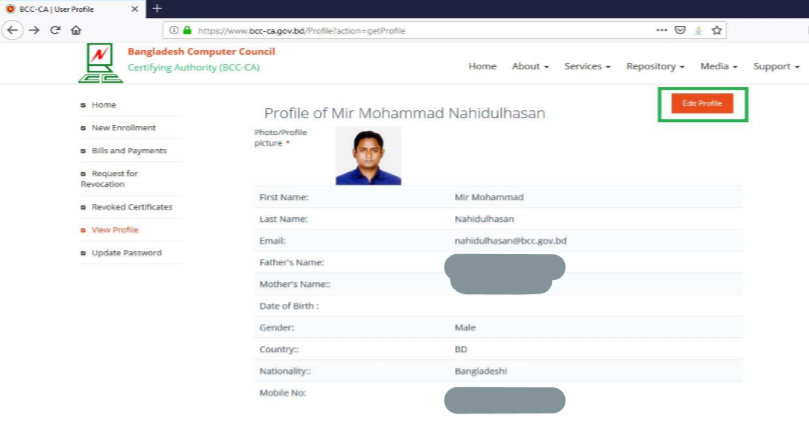 BCC-CA | User Profile
https://www.bcc-ca.gov.bd/Profile?action=getProfile
Bangladesh Computer Council
Certifying Authority (BCC-CA)
Home About Services Repository Media Support
Home
New Enrollment
Bills and Payments
Request for
Revocation
Revoked Certificates
View Profile
Update Password
Edit Profile
Profile of Mir Mohammad Nahidulhasan
Photo/Profile
picture *
First Name: Mir Mohammad
Last Name: Nahidulhasan
Email: nahidulhasan@bcc.gov.bd
Father's Name:
Mother's Name::
Date of Birth :
Gender: Male
Country:: BD
Nationality:: Bangladeshi
Mobile No: